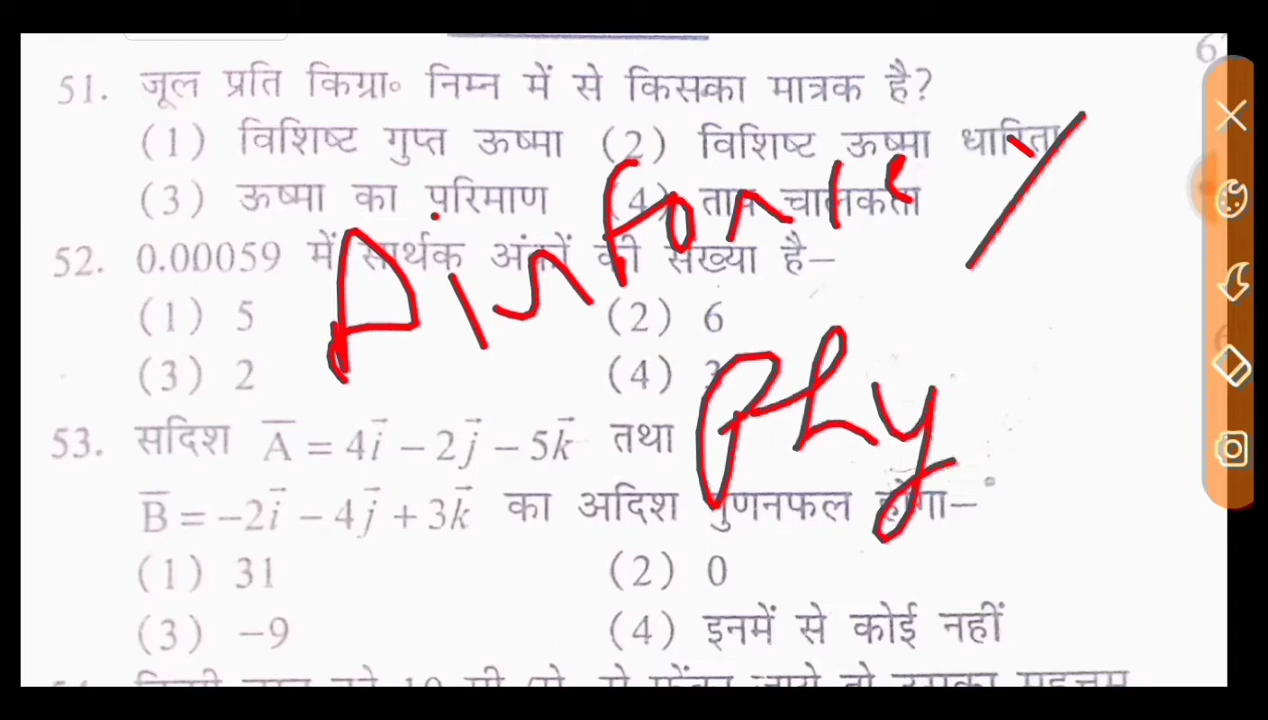 51. जूल प्रति किग्रा० निम्न में से किसका मात्रक है?
(1) विशिष्ट गुप्त ऊष्मा (2) विशिष्ट ऊष्मा धारिता
(3) ऊष्मा का परिमाण (4) ताप चालकता
52. 0.00059 में सार्थक अंकों की संख्या है–
(1) 5 (2) 6
(3) 2 (4) 3
Airforce
Phy
53. सदिश A̅ = 4i⃗ − 2j⃗ − 5k⃗ तथा
B̅ = −2i⃗ − 4j⃗ + 3k⃗ का अदिश गुणनफल होगा–
(1) 31 (2) 0
(3) −9 (4) इनमें से कोई नहीं